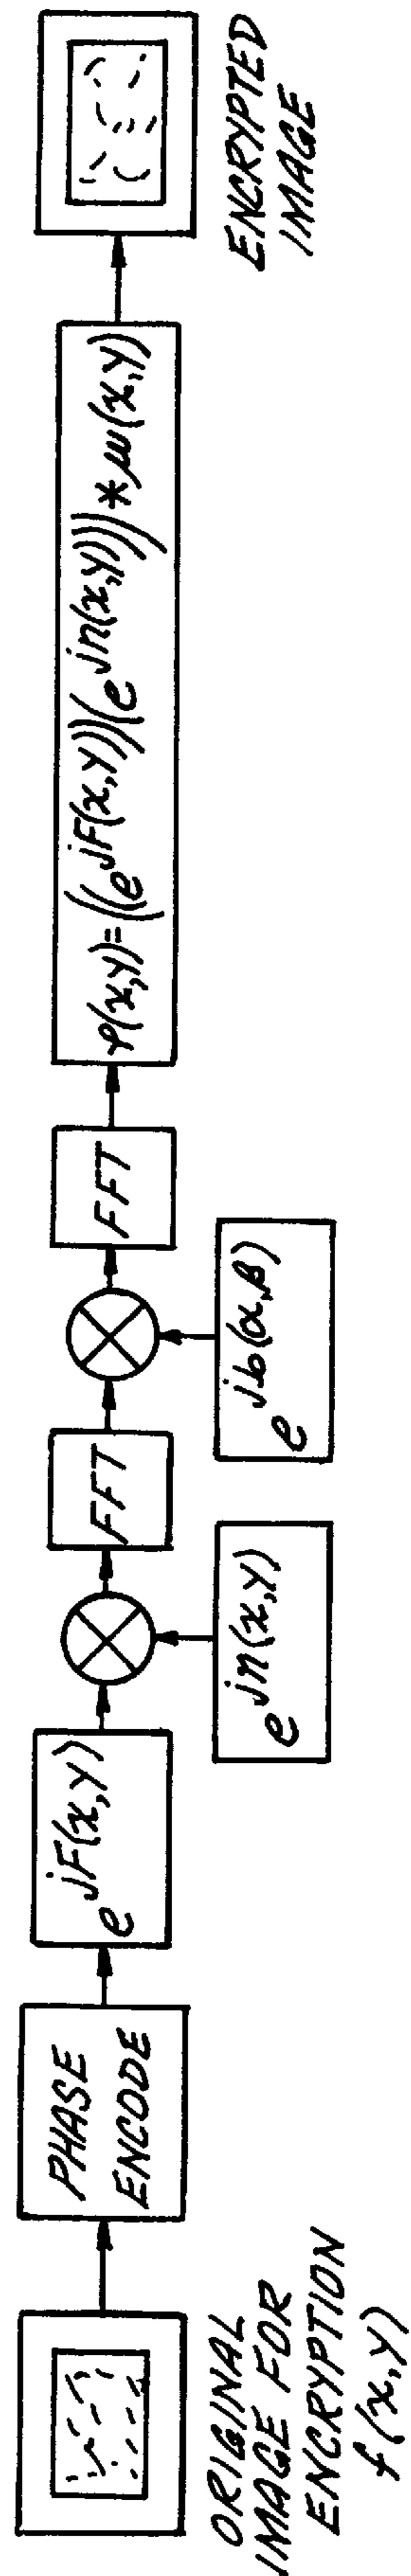 ORIGINAL
IMAGE FOR
ENCRYPTION
f(x,y)
PHASE
ENCODE
e^{jF(x,y)}
e^{jn(x,y)}
FFT
e^{jb(α,β)}
FFT
φ(x,y)=((e^{jF(x,y)})(e^{jn(x,y)}))*μ(x,y)
ENCRYPTED
IMAGE